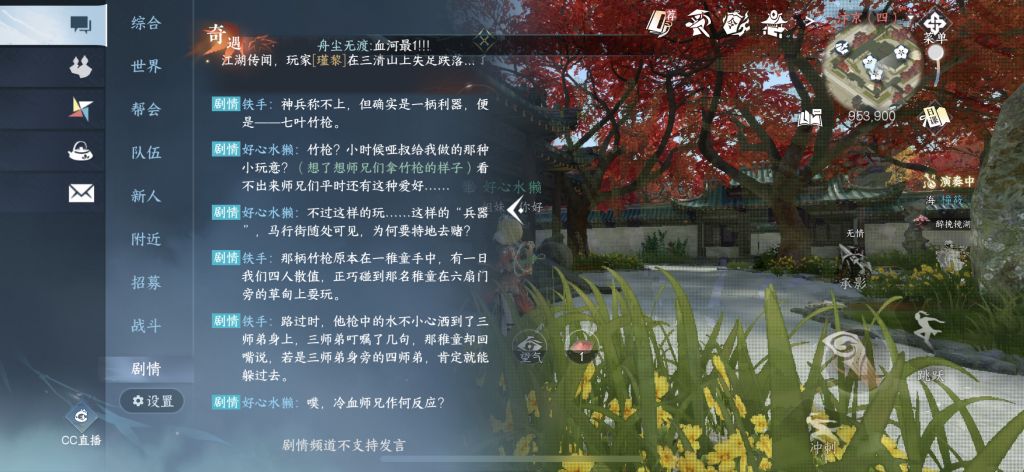 综合
世界
帮会
队伍
新人
附近
招募
战斗
剧情
设置
CC直播
奇遇
舟尘无渡:血河最1!!!
江湖传闻，玩家[瑾黎]在三清山上失足跌落...了
剧情 铁手：神兵称不上，但确实是一柄利器，便
是——七叶竹枪。
剧情 好心水獭：竹枪？小时候哑叔给我做的那种
小玩意？（想了想师兄们拿竹枪的样子）看
不出来师兄们平时还有这种爱好……
剧情 好心水獭：不过这样的玩……这样的“兵器
”，马行街随处可见，为何要特地去赌？
剧情 铁手：那柄竹枪原本在一稚童手中，有一日
我们四人散值，正巧碰到那名稚童在六扇门
旁的草甸上耍玩。
剧情 铁手：路过时，他枪中的水不小心洒到了三
师弟身上，三师弟叮嘱了几句，那稚童却回
嘴说，若是三师弟身旁的四师弟，肯定就能
躲过去。
剧情 好心水獭：噗，冷血师兄作何反应？
剧情频道不支持发言
好心水獭
你好
望气
1
菜单
953,900
演奏中
醉挽镜湖
无情
承影
跳跃
冲刺